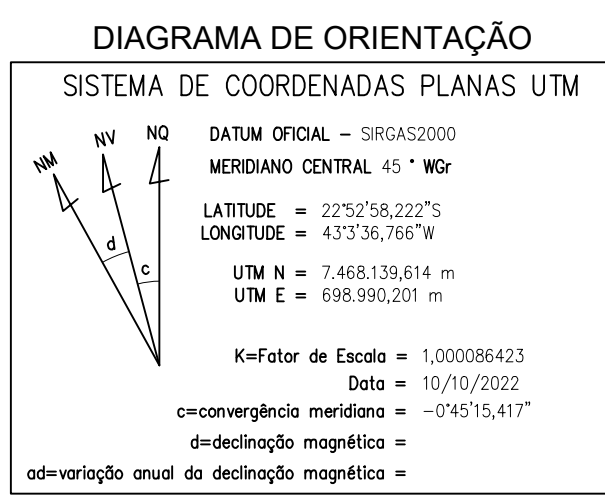 DIAGRAMA DE ORIENTAÇÃO
SISTEMA DE COORDENADAS PLANAS UTM
NM NV NQ
d
c
DATUM OFICIAL - SIRGAS2000
MERIDIANO CENTRAL 45 ° WGr
LATITUDE = 22°52'58,222"S
LONGITUDE = 43°3'36,766"W
UTM N = 7.468.139,614 m
UTM E = 698.990,201 m
K=Fator de Escala = 1,000086423
Data = 10/10/2022
c=convergência meridiana = -0°45'15,417"
d=declinação magnética =
ad=variação anual da declinação magnética =